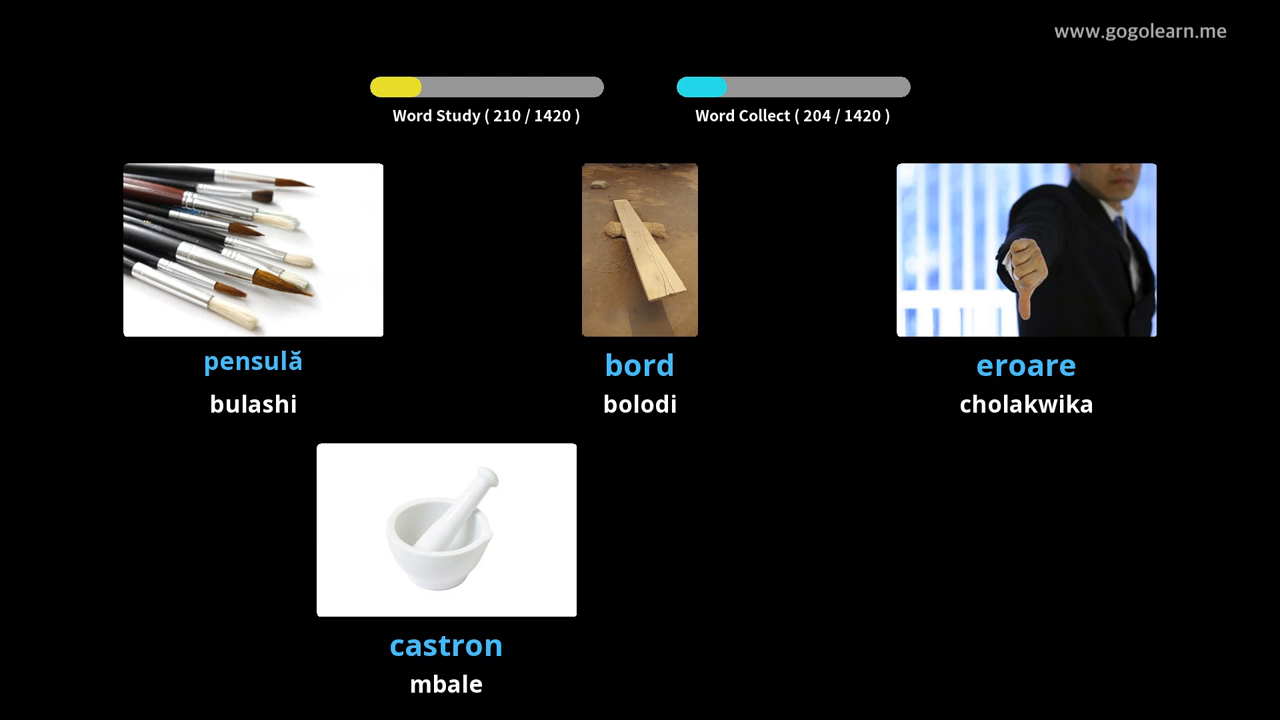 www.gogolearn.me
Word Study ( 210 / 1420 )
Word Collect ( 204 / 1420 )
pensulă
bord
eroare
bulashi
bolodi
cholakwika
castron
mbale